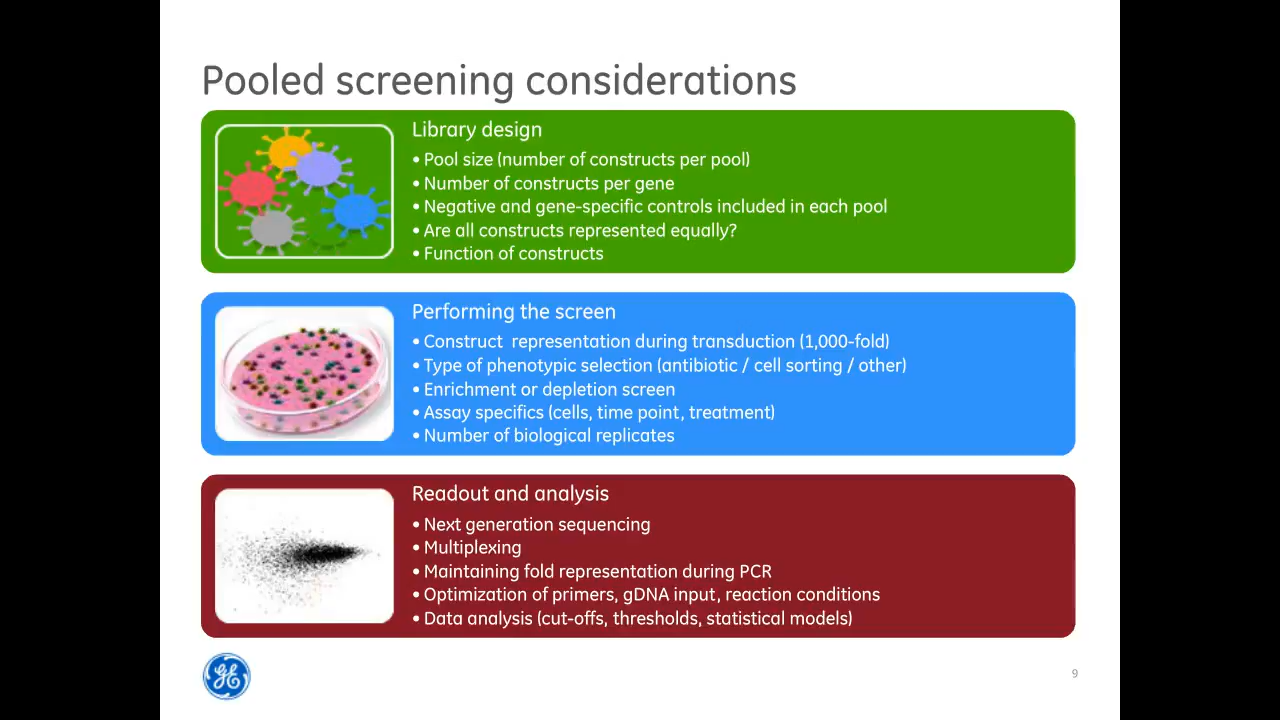 Pooled screening considerations
Library design
• Pool size (number of constructs per pool)
• Number of constructs per gene
• Negative and gene-specific controls included in each pool
• Are all constructs represented equally?
• Function of constructs
Performing the screen
• Construct  representation during transduction (1,000-fold)
• Type of phenotypic selection (antibiotic / cell sorting / other)
• Enrichment or depletion screen
• Assay specifics (cells, time point, treatment)
• Number of biological replicates
Readout and analysis
• Next generation sequencing
• Multiplexing
• Maintaining fold representation during PCR
• Optimization of primers, gDNA input, reaction conditions
• Data analysis (cut-offs, thresholds, statistical models)
GE
9